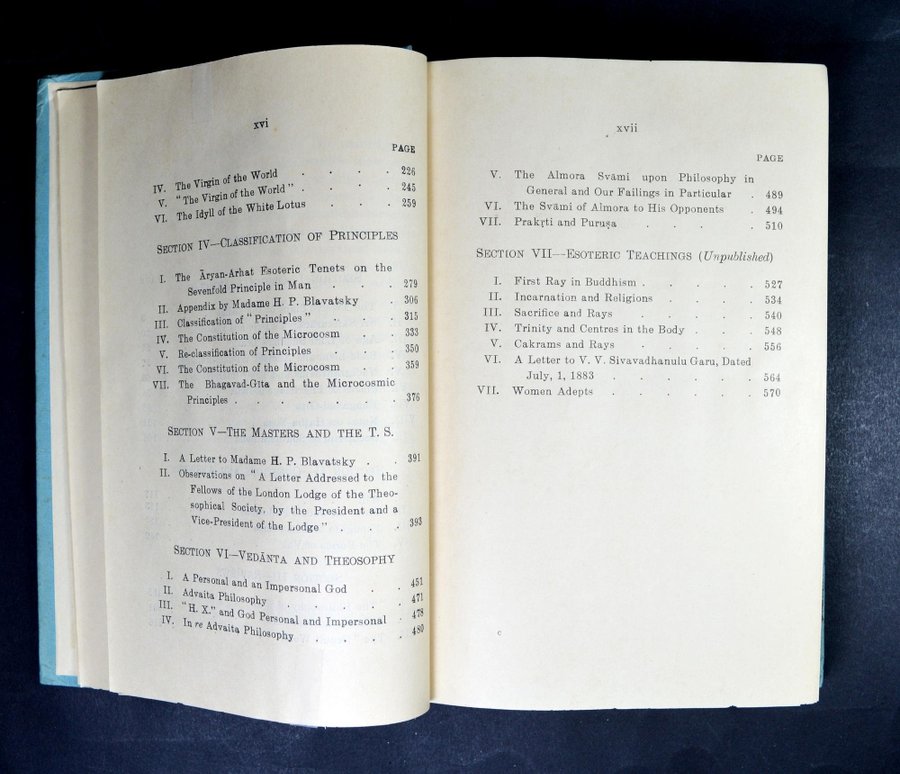 xvi
PAGE
IV. The Virgin of the World . . . . 226
V. "The Virgin of the World" . . . . 245
VI. The Idyll of the White Lotus . . . 259
SECTION IV—CLASSIFICATION OF PRINCIPLES
I. The Āryan-Arhat Esoteric Tenets on the
Sevenfold Principle in Man . . . 279
II. Appendix by Madame H. P. Blavatsky . 306
III. Classification of "Principles" . . . 315
IV. The Constitution of the Microcosm . . 333
V. Re-classification of Principles . . . 350
VI. The Constitution of the Microcosm . . 359
VII. The Bhagavad-Gīta and the Microcosmic
Principles . . . . . . . 376
SECTION V—THE MASTERS AND THE T. S.
I. A Letter to Madame H. P. Blavatsky . . 391
II. Observations on "A Letter Addressed to the
Fellows of the London Lodge of the Theo-
sophical Society, by the President and a
Vice-President of the Lodge" . . . 393
SECTION VI—VEDĀNTA AND THEOSOPHY
I. A Personal and an Impersonal God . . 451
II. Advaita Philosophy . . . . . 471
III. "H. X." and God Personal and Impersonal . 478
IV. In re Advaita Philosophy . . . . 480
xvii
PAGE
V. The Almora Svāmi upon Philosophy in
General and Our Failings in Particular . 489
VI. The Svāmi of Almora to His Opponents . 494
VII. Prakṛti and Puruṣa . . . . 510
SECTION VII—ESOTERIC TEACHINGS (Unpublished)
I. First Ray in Buddhism . . . . 527
II. Incarnation and Religions . . . . 534
III. Sacrifice and Rays . . . . . 540
IV. Trinity and Centres in the Body . . . 548
V. Cakrams and Rays . . . . . 556
VI. A Letter to V. V. Sivavadhanulu Garu, Dated
July, 1, 1883 . . . . . . 564
VII. Women Adepts . . . . . . 570
c